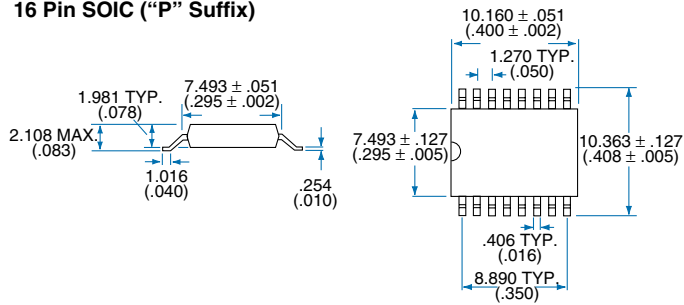 16 Pin SOIC (“P” Suffix)
10.160 ± .051
(.400 ± .002)
1.270 TYP.
(.050)
7.493 ± .051
(.295 ± .002)
1.981 TYP.
(.078)
2.108 MAX.
(.083)
1.016
(.040)
.254
(.010)
7.493 ± .127
(.295 ± .005)
10.363 ± .127
(.408 ± .005)
.406 TYP.
(.016)
8.890 TYP.
(.350)